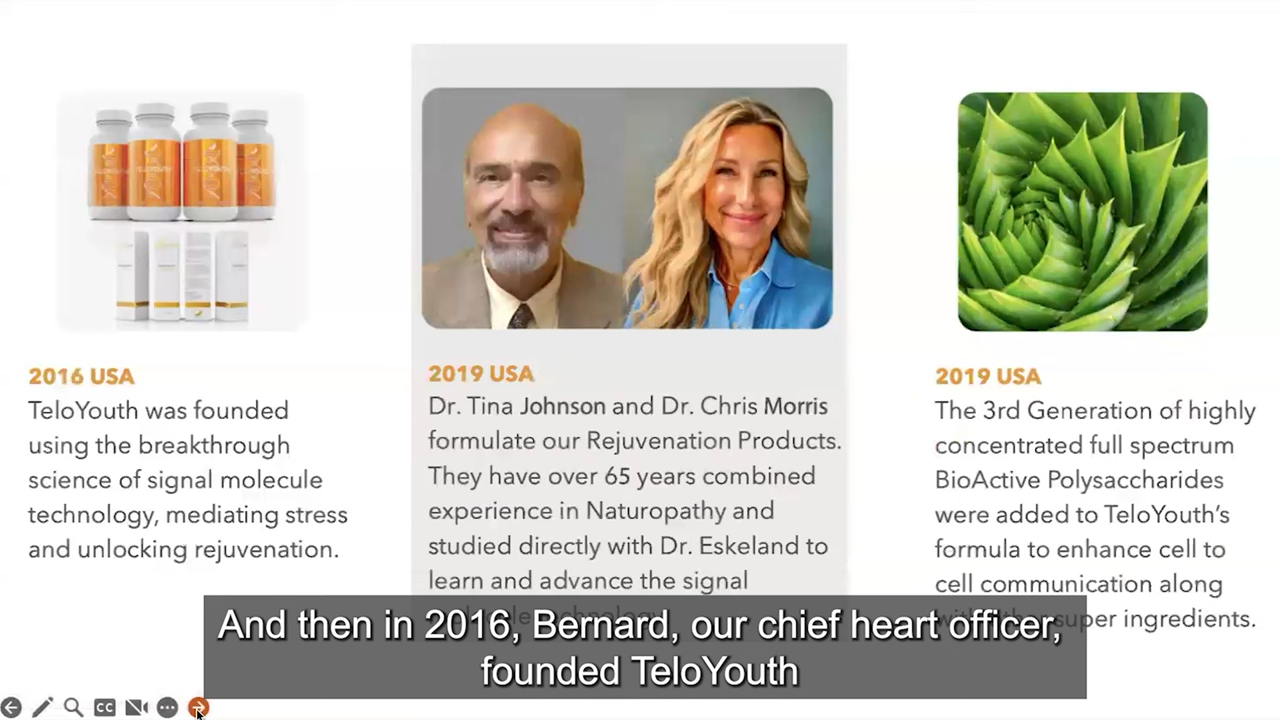 2016 USA
TeloYouth was founded
using the breakthrough
science of signal molecule
technology, mediating stress
and unlocking rejuvenation.
2019 USA
Dr. Tina Johnson and Dr. Chris Morris
formulate our Rejuvenation Products.
They have over 65 years combined
experience in Naturopathy and
studied directly with Dr. Eskeland to
learn and advance the signal
2019 USA
The 3rd Generation of highly
concentrated full spectrum
BioActive Polysaccharides
were added to TeloYouth's
formula to enhance cell to
cell communication along
super ingredients.
And then in 2016, Bernard, our chief heart officer,
founded TeloYouth
CC